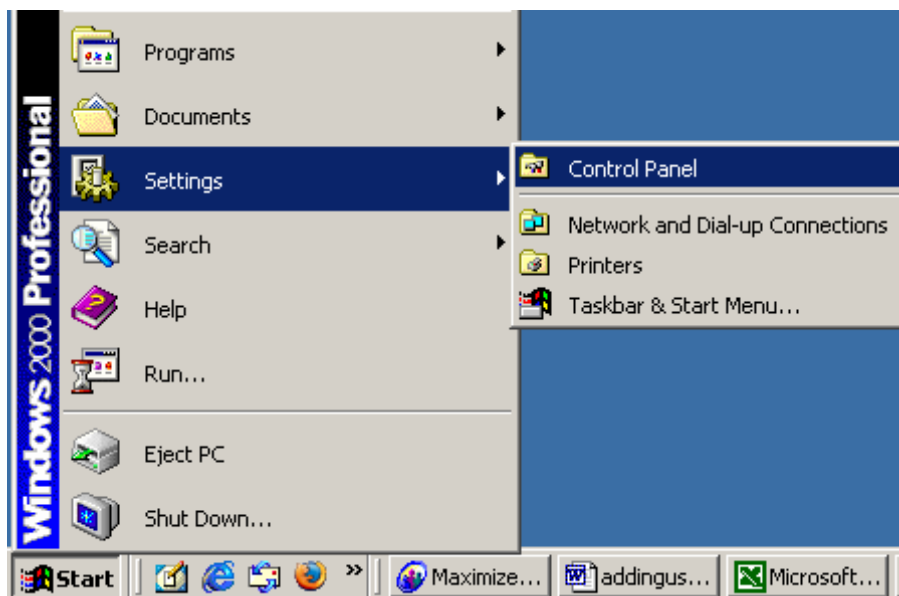 Windows 2000 Professional
Programs
Documents
Settings
Search
Help
Run...
Eject PC
Shut Down...
Control Panel
Network and Dial-up Connections
Printers
Taskbar & Start Menu...
Start
»
Maximize...
addingus...
Microsoft...